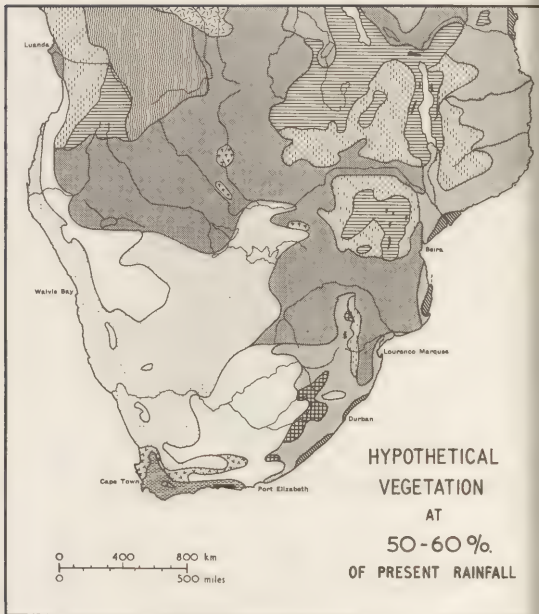 Luanda
Beira
Walvis Bay
Lourenco Marques
Durban
Cape Town
Port Elizabeth
HYPOTHETICAL
VEGETATION
AT
50-60%.
OF PRESENT RAINFALL
0 400 800 km
0 500 miles